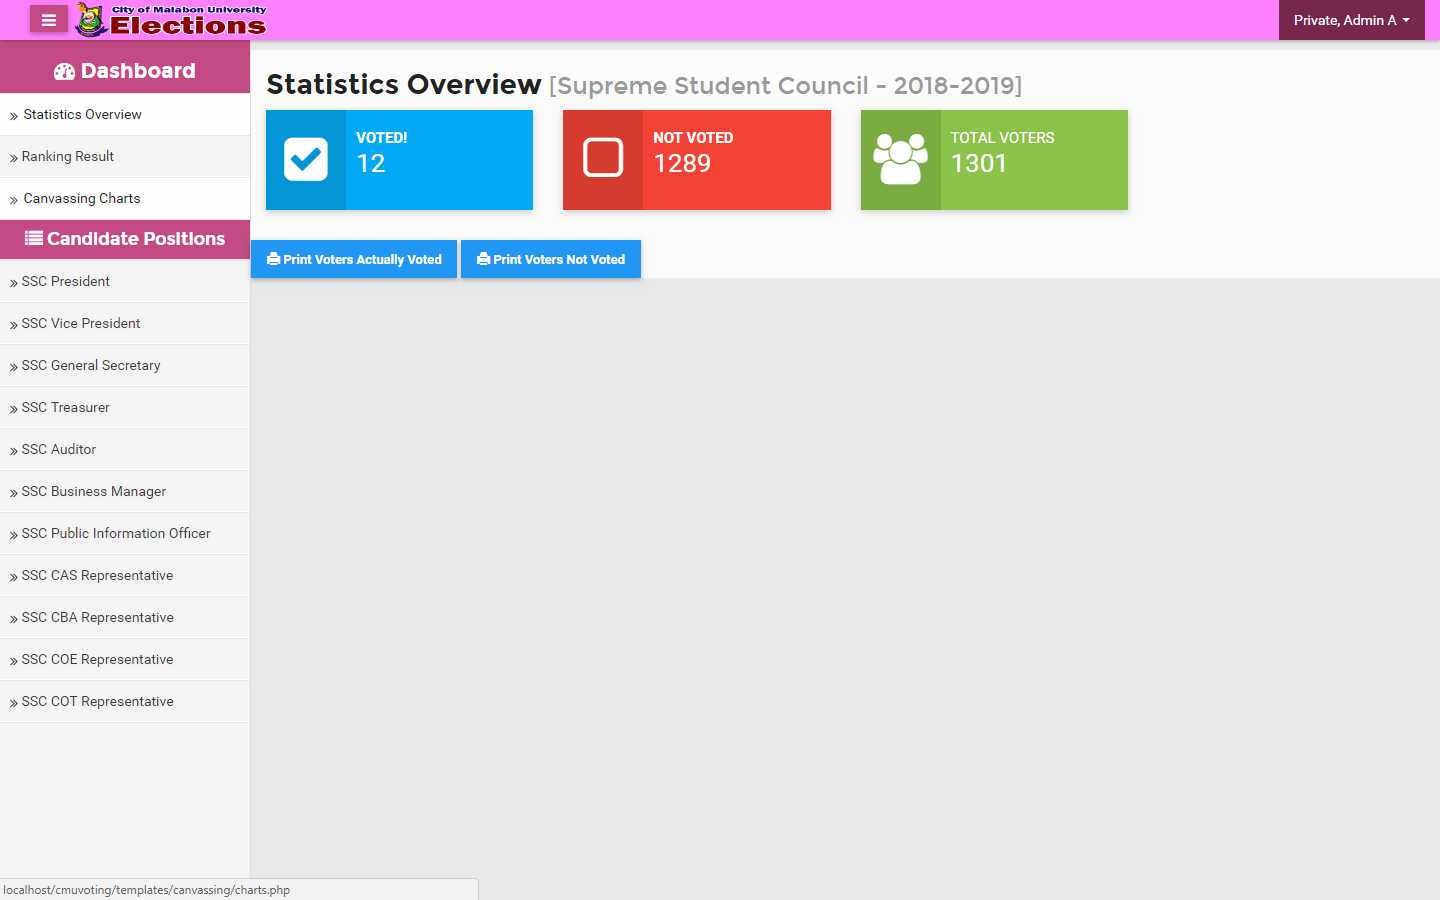 City of Malabon University
Elections
Private, Admin A
Dashboard
Statistics Overview
Ranking Result
Canvassing Charts
Candidate Positions
SSC President
SSC Vice President
SSC General Secretary
SSC Treasurer
SSC Auditor
SSC Business Manager
SSC Public Information Officer
SSC CAS Representative
SSC CBA Representative
SSC COE Representative
SSC COT Representative
Statistics Overview [Supreme Student Council - 2018-2019]
VOTED!
12
NOT VOTED
1289
TOTAL VOTERS
1301
Print Voters Actually Voted
Print Voters Not Voted
localhost/cmuvoting/templates/canvassing/charts.php